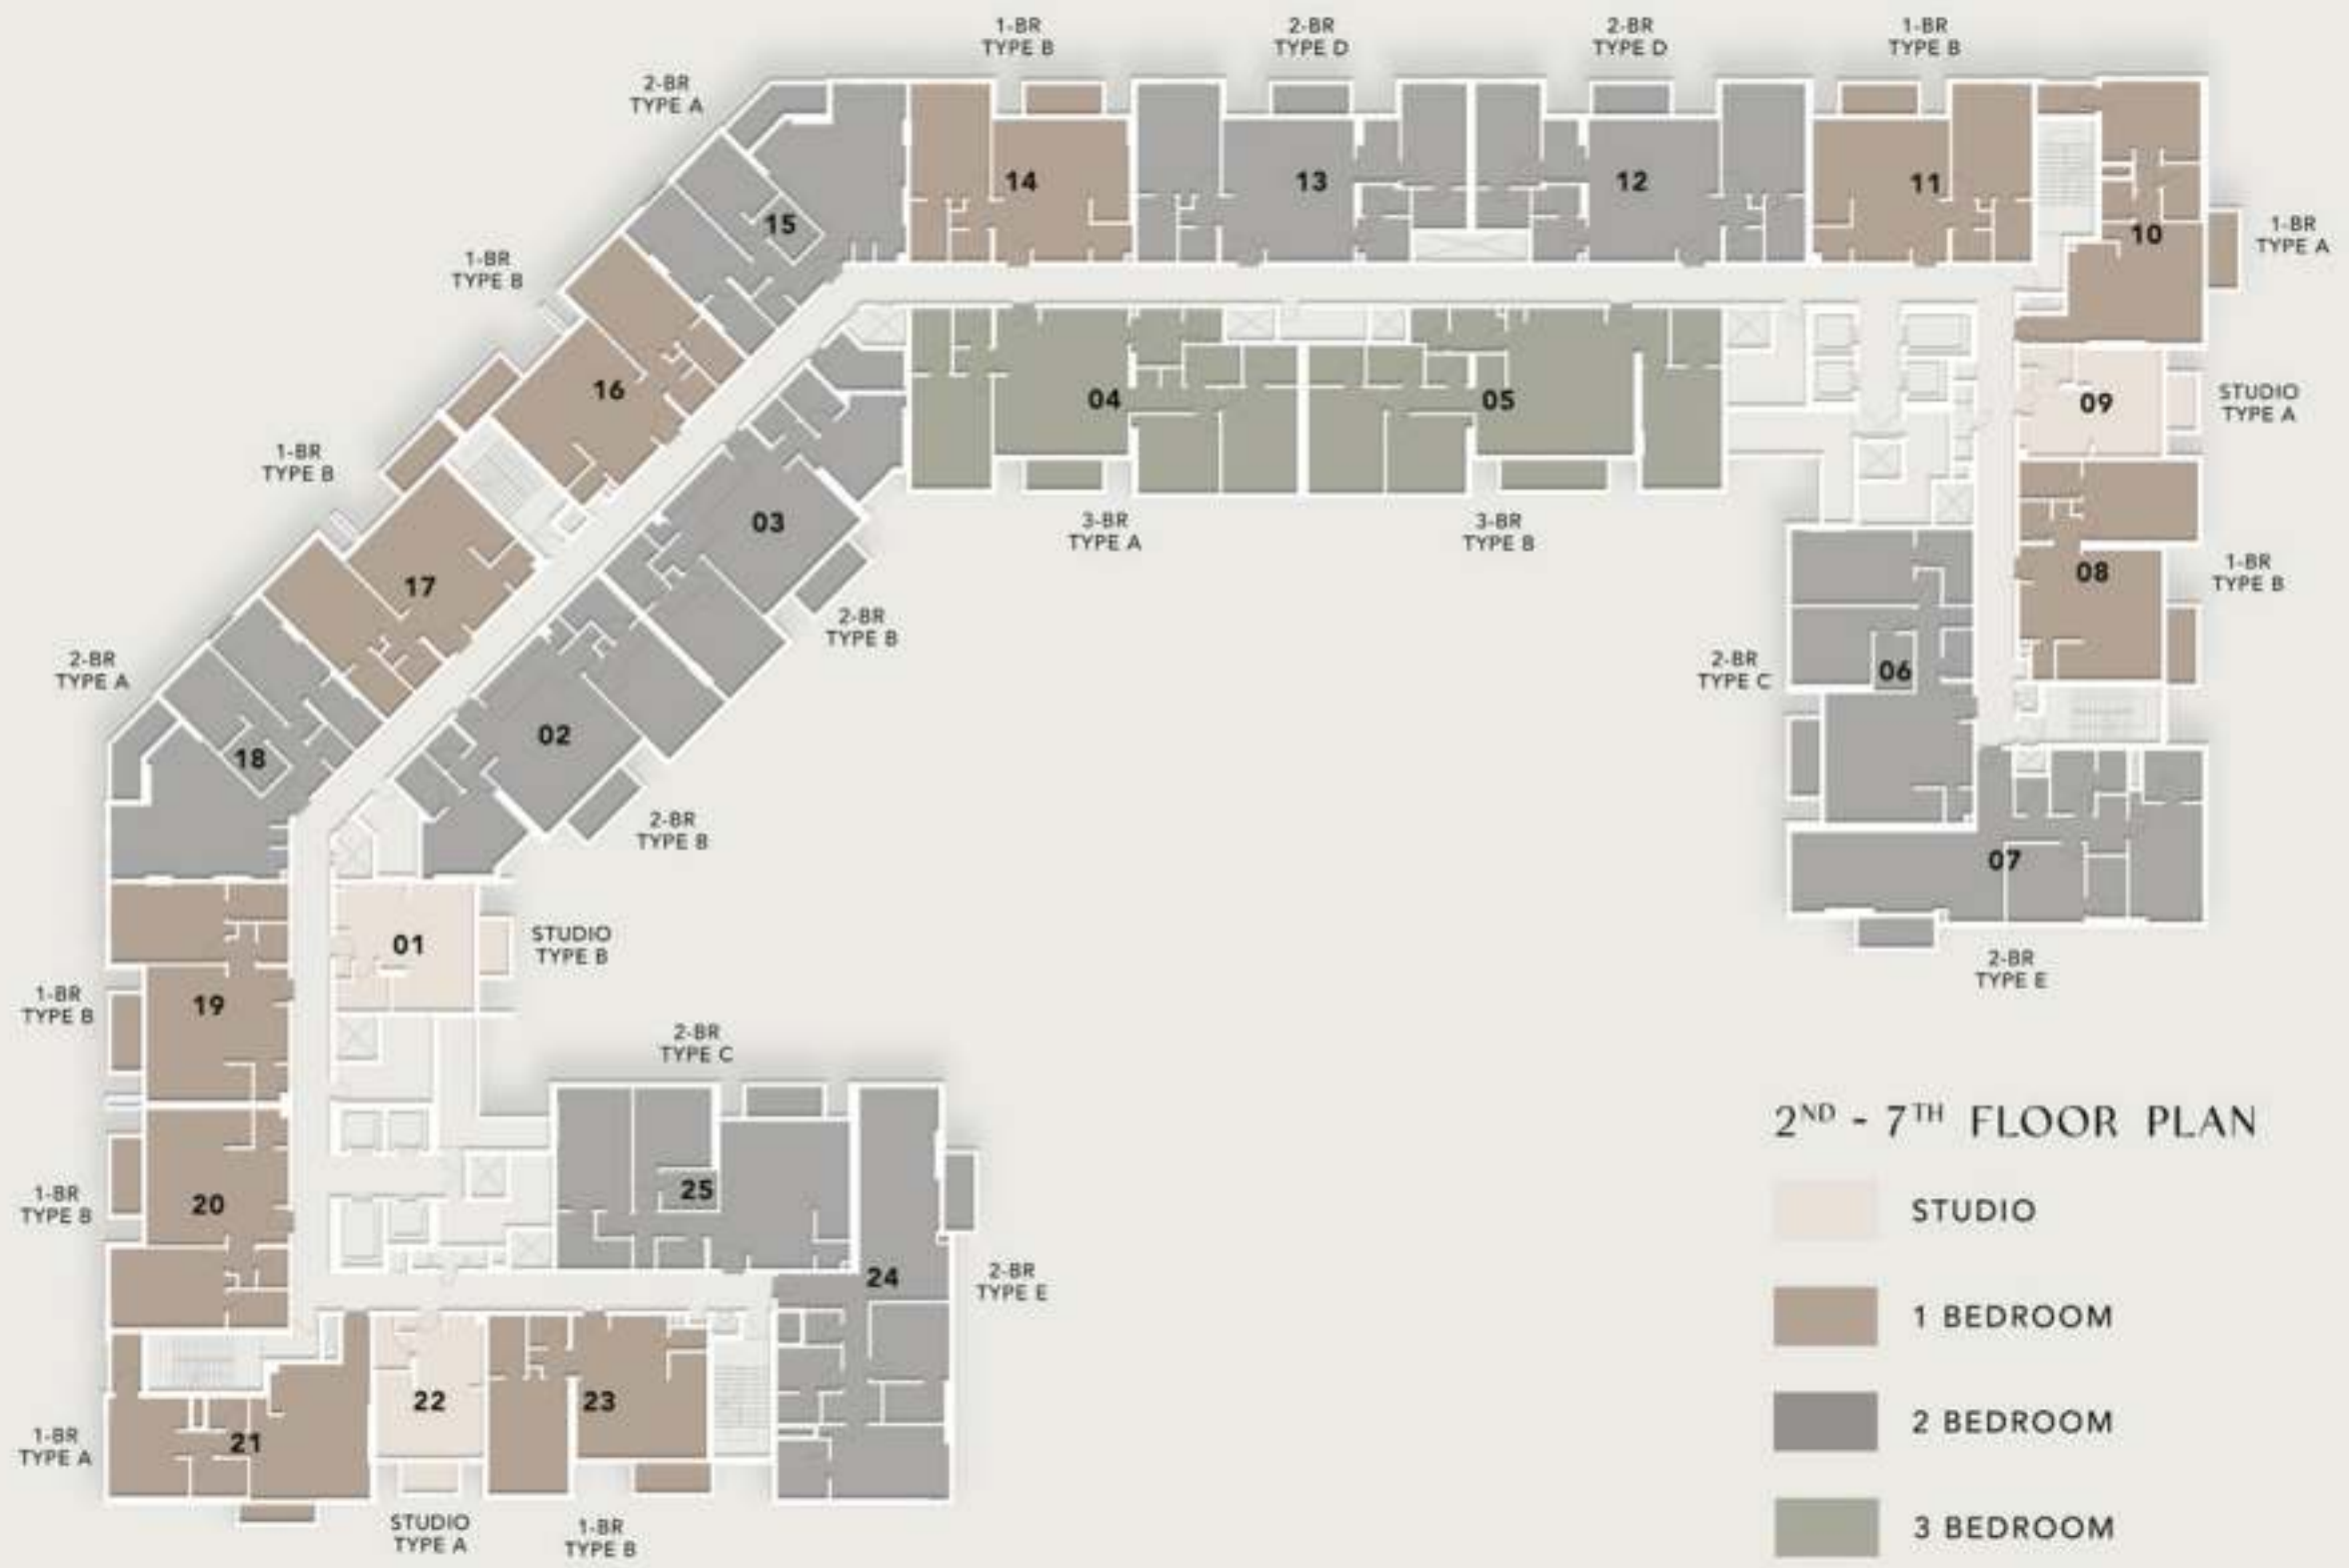 1-BR
TYPE B
2-BR
TYPE D
2-BR
TYPE D
1-BR
TYPE B
2-BR
TYPE A
14
13
12
11
10
15
1-BR
TYPE A
1-BR
TYPE B
16
04
05
09
STUDIO
TYPE A
1-BR
TYPE B
03
3-BR
TYPE A
3-BR
TYPE B
17
08
1-BR
TYPE B
2-BR
TYPE B
2-BR
TYPE A
2-BR
TYPE C
06
18
02
2-BR
TYPE B
07
01
STUDIO
TYPE B
2-BR
TYPE E
1-BR
TYPE B
19
2-BR
TYPE C
1-BR
TYPE B
20
25
24
2-BR
TYPE E
1-BR
TYPE A
21
22
23
STUDIO
TYPE A
1-BR
TYPE B
2ND - 7TH FLOOR PLAN
STUDIO
1 BEDROOM
2 BEDROOM
3 BEDROOM